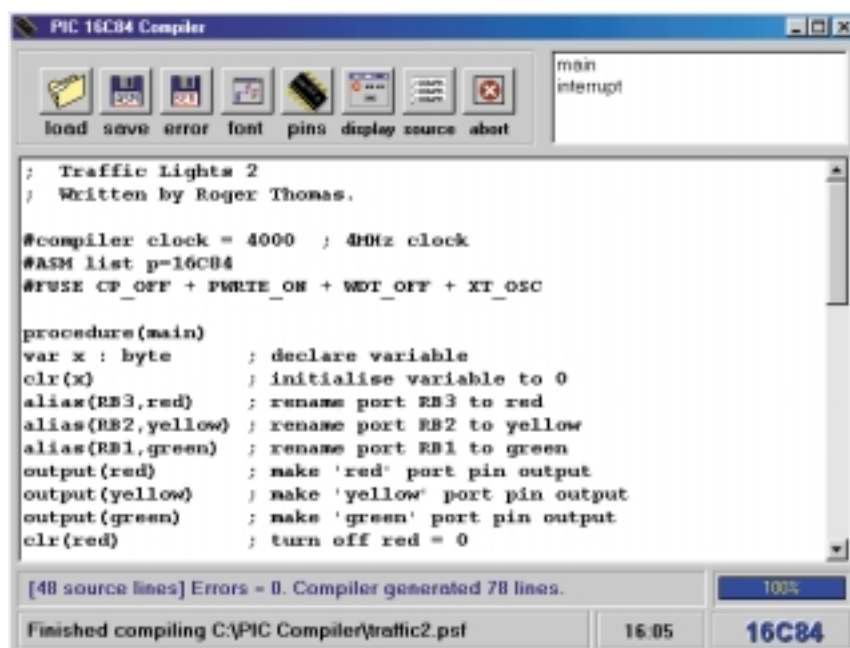 PIC 16C84 Compiler
load save error font pins display source abort
main
interrupt
; Traffic Lights 2
; Written by Roger Thomas.
#compiler clock = 4000 ; 4MHz clock
#ASM list p=16C84
#FUSE CP_OFF + PWRTE_ON + WDT_OFF + XT_OSC
procedure(main)
var x : byte ; declare variable
clr(x) ; initialise variable to 0
alias(RB3,red) ; rename port RB3 to red
alias(RB2,yellow) ; rename port RB2 to yellow
alias(RB1,green) ; rename port RB1 to green
output(red) ; make 'red' port pin output
output(yellow) ; make 'yellow' port pin output
output(green) ; make 'green' port pin output
clr(red) ; turn off red = 0
[48 source lines] Errors = 0. Compiler generated 78 lines.
100%
Finished compiling C:\PIC Compiler\traffic2.psf
16:05
16C84